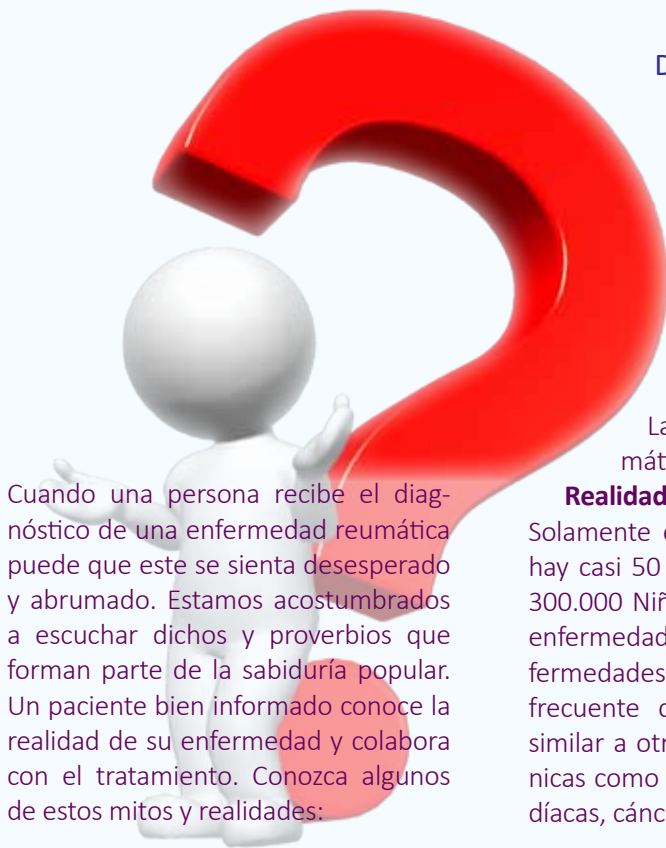 Cuando una persona recibe el diag-
nóstico de una enfermedad reumática
puede que este se sienta desesperado
y abrumado. Estamos acostumbrados
a escuchar dichos y proverbios que
forman parte de la sabiduría popular.
Un paciente bien informado conoce la
realidad de su enfermedad y colabora
con el tratamiento. Conozca algunos
de estos mitos y realidades:
D
La
máti
Realidad
Solamente e
hay casi 50
300.000 Niñ
enfermedad
fermedades
frecuente d
similar a otr
nicas como
díacas, cánc